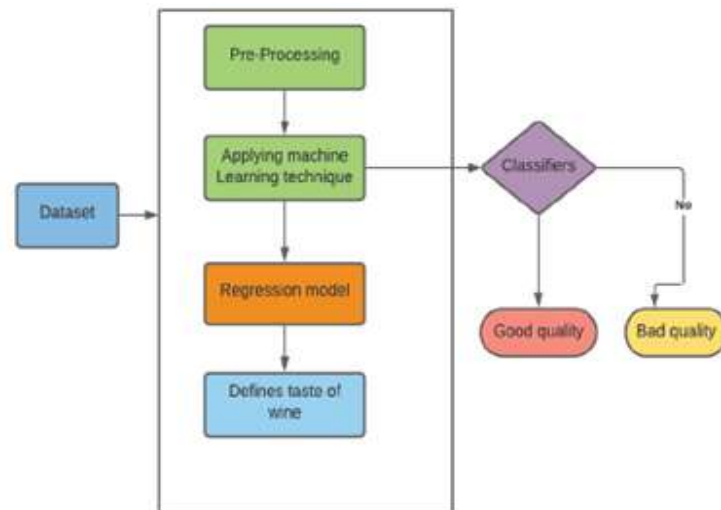 Pre-Processing
Applying machine
Learning technique
Classifiers
Dataset
No
Regression model
Good quality
Bad quality
Defines taste of
wine